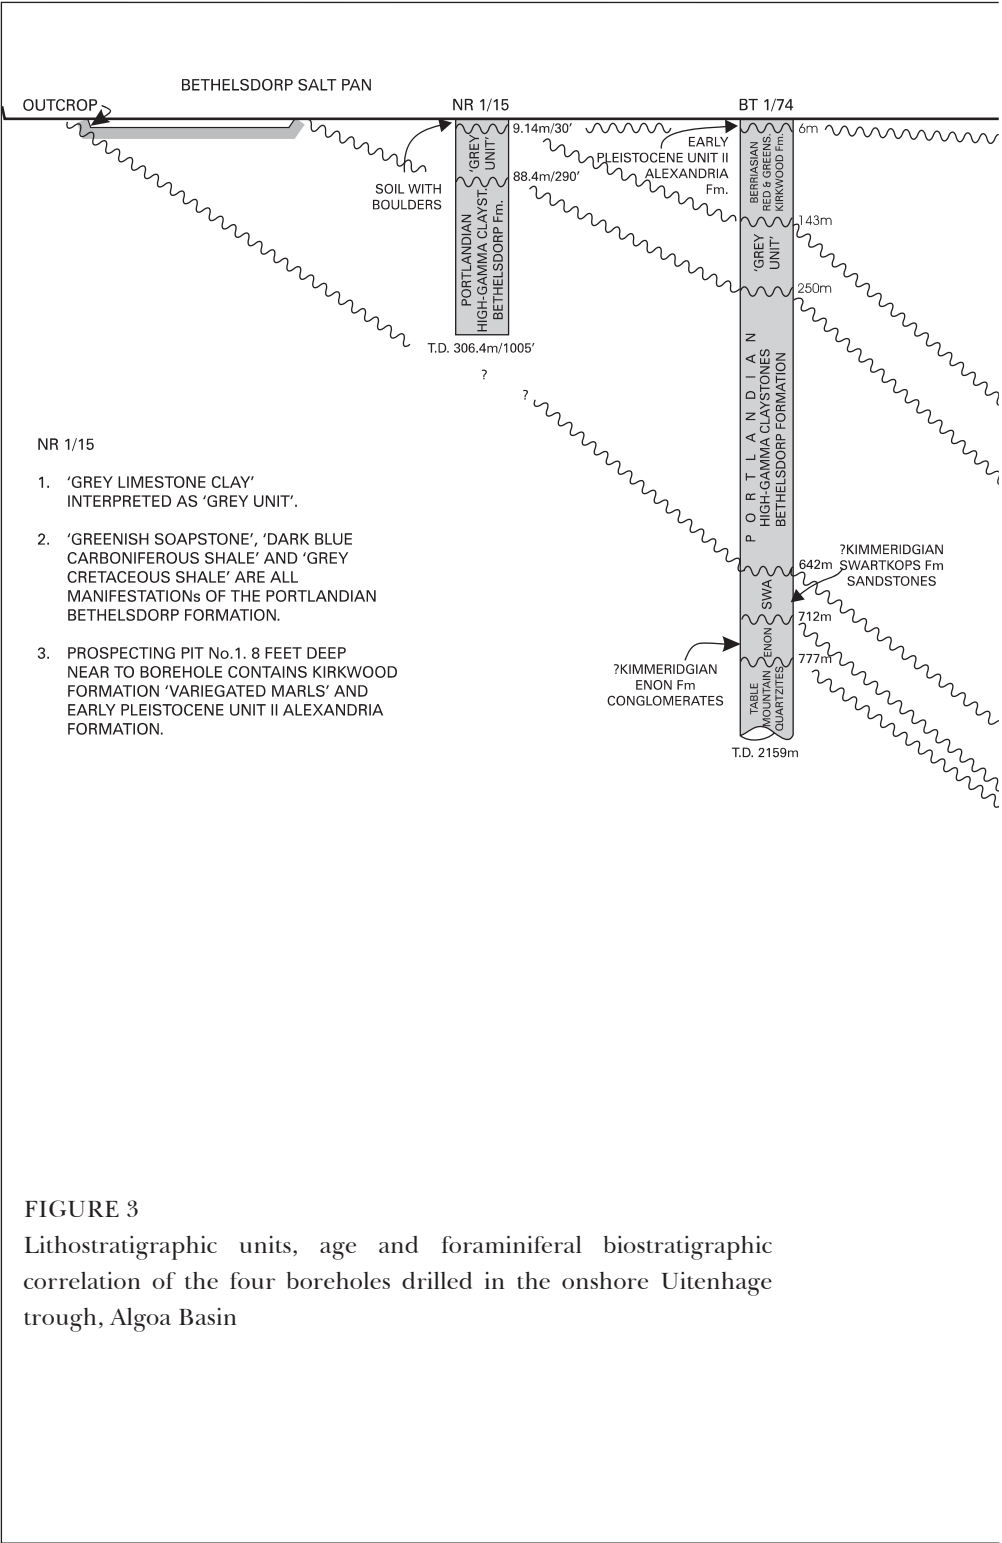 BETHELSDORP SALT PAN
OUTCROP
NR 1/15
BT 1/74
9.14m/30'
'GREY
UNIT'
88.4m/290'
SOIL WITH
BOULDERS
PORTLANDIAN
HIGH-GAMMA CLAYST.
BETHELSDORP Fm.
T.D. 306.4m/1005'
?
?
EARLY
PLEISTOCENE UNIT II
ALEXANDRIA
Fm.
6m
BERRIASIAN
RED & GREENS,
KIRKWOOD Fm.
143m
'GREY
UNIT'
250m
PORTLANDIAN
HIGH-GAMMA CLAYSTONES
BETHELSDORP FORMATION
642m
?KIMMERIDGIAN
SWARTKOPS Fm
SANDSTONES
SWA
712m
ENON
?KIMMERIDGIAN
ENON Fm
CONGLOMERATES
777m
TABLE
MOUNTAIN
QUARTZITES
T.D. 2159m
NR 1/15
1. 'GREY LIMESTONE CLAY'
INTERPRETED AS 'GREY UNIT'.
2. 'GREENISH SOAPSTONE', 'DARK BLUE
CARBONIFEROUS SHALE' AND 'GREY
CRETACEOUS SHALE' ARE ALL
MANIFESTATIONs OF THE PORTLANDIAN
BETHELSDORP FORMATION.
3. PROSPECTING PIT No.1. 8 FEET DEEP
NEAR TO BOREHOLE CONTAINS KIRKWOOD
FORMATION 'VARIEGATED MARLS' AND
EARLY PLEISTOCENE UNIT II ALEXANDRIA
FORMATION.
FIGURE 3
Lithostratigraphic units, age and foraminiferal biostratigraphic
correlation of the four boreholes drilled in the onshore Uitenhage
trough, Algoa Basin